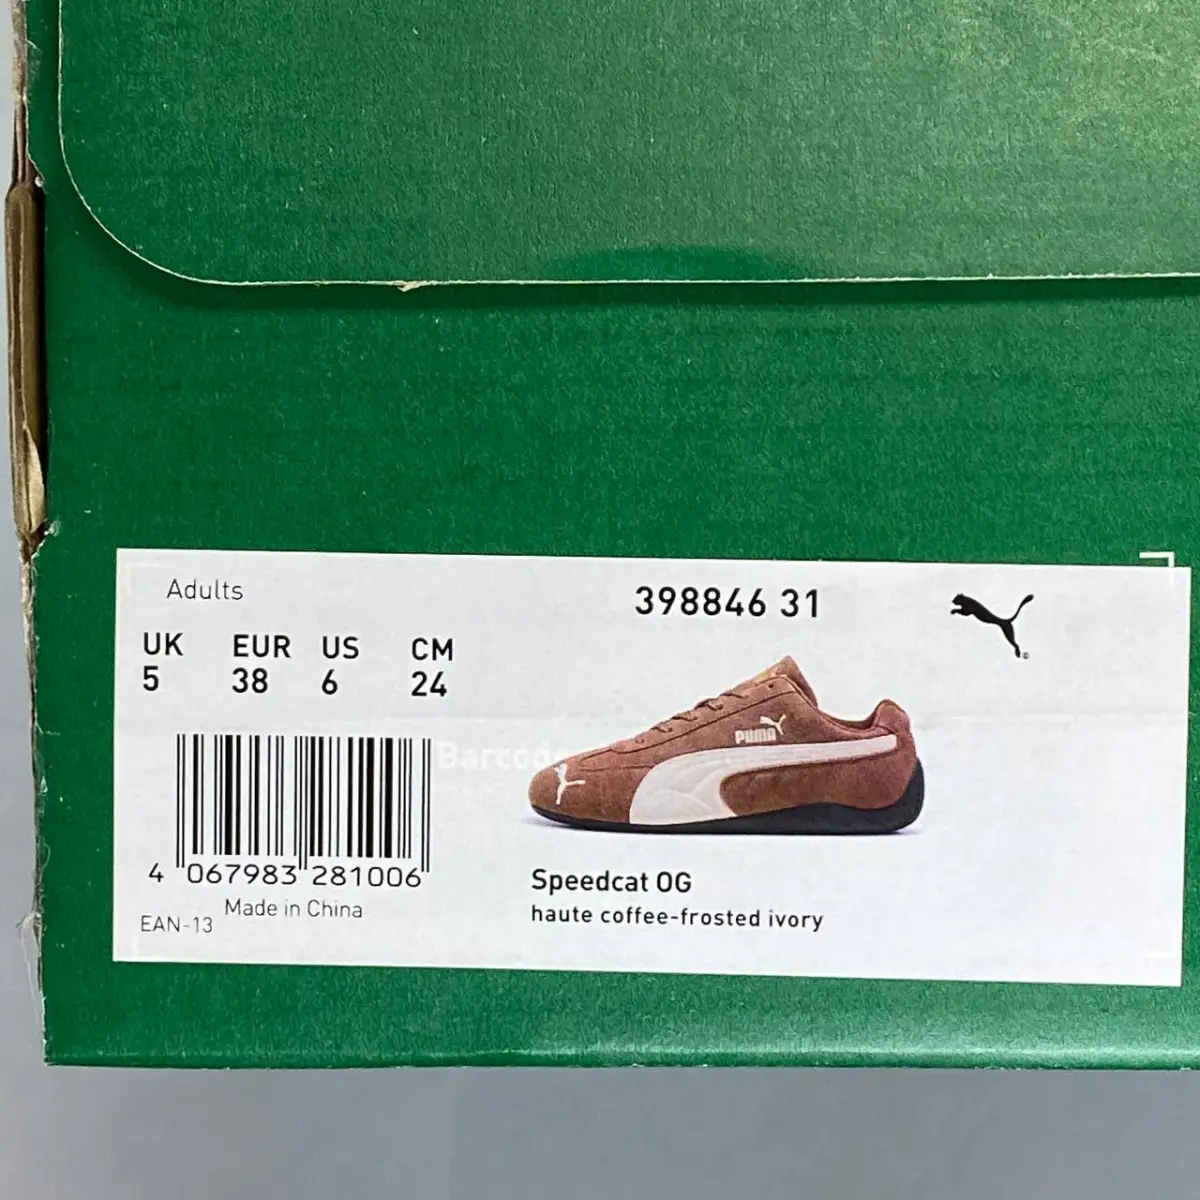 Adults
398846 31
UK EUR US CM
5 38 6 24
PUMA
Barcode
4 067983 281006
Made in China
EAN-13
Speedcat OG
haute coffee-frosted ivory